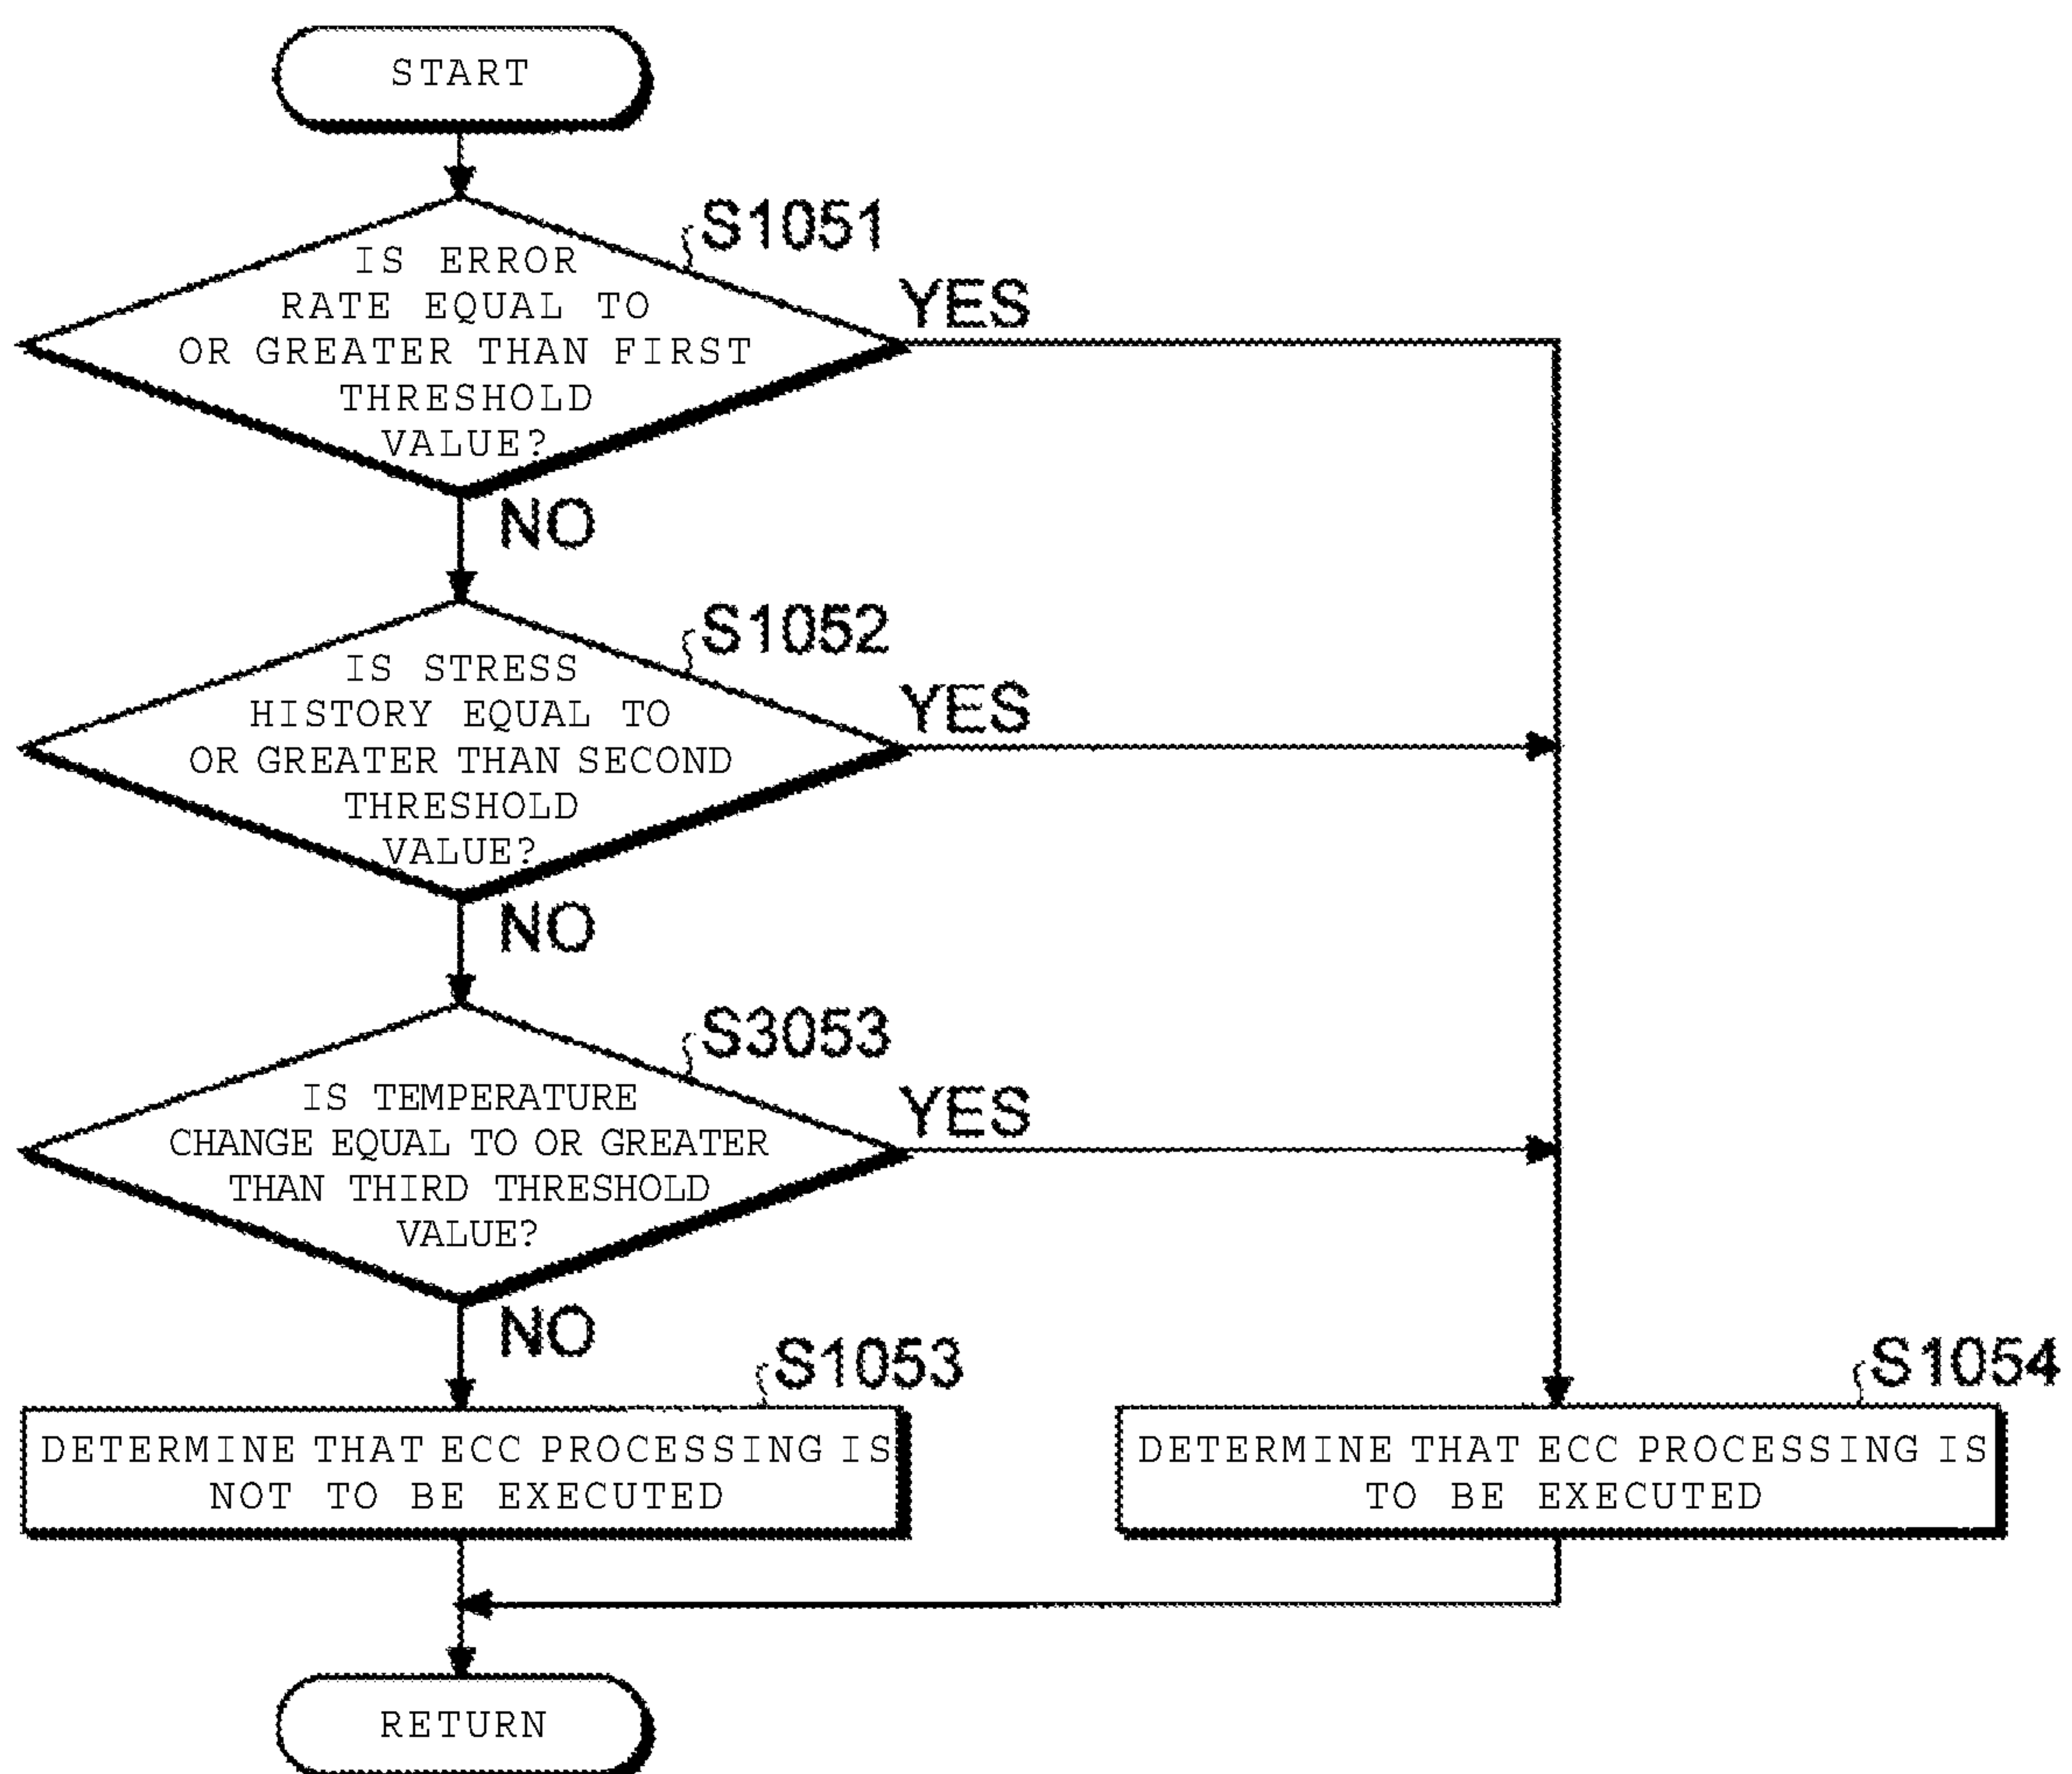 START
S1051
IS ERROR
RATE EQUAL TO
OR GREATER THAN FIRST
THRESHOLD
VALUE?
YES
NO
S1052
IS STRESS
HISTORY EQUAL TO
OR GREATER THAN SECOND
THRESHOLD
VALUE?
YES
NO
S3053
IS TEMPERATURE
CHANGE EQUAL TO OR GREATER
THAN THIRD THRESHOLD
VALUE?
YES
NO
S1053
DETERMINE THAT ECC PROCESSING IS
NOT TO BE EXECUTED
S1054
DETERMINE THAT ECC PROCESSING IS
TO BE EXECUTED
RETURN